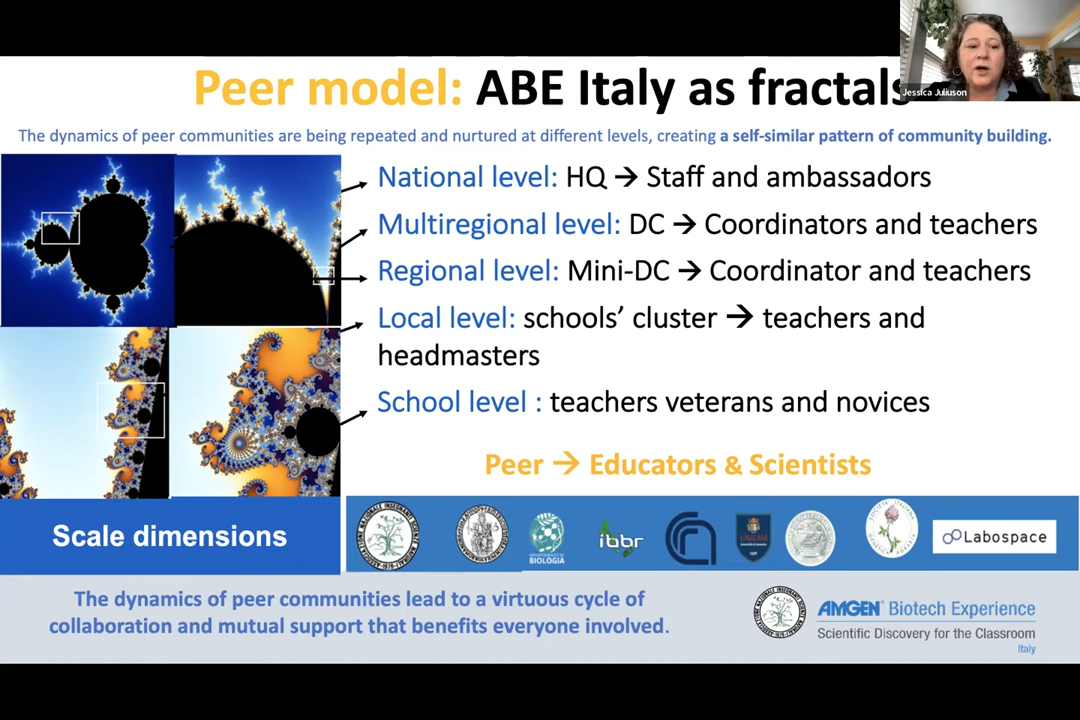 Peer model: ABE Italy as fractals
Jessica Juliuson
The dynamics of peer communities are being repeated and nurtured at different levels, creating a self-similar pattern of community building.
National level: HQ → Staff and ambassadors
Multiregional level: DC → Coordinators and teachers
Regional level: Mini-DC → Coordinator and teachers
Local level: schools’ cluster → teachers and
headmasters
School level : teachers veterans and novices
Peer → Educators & Scientists
Scale dimensions
BIOLOGIA
ibbr
UNICAM
Labospace
The dynamics of peer communities lead to a virtuous cycle of
collaboration and mutual support that benefits everyone involved.
AMGEN Biotech Experience
Scientific Discovery for the Classroom
Italy